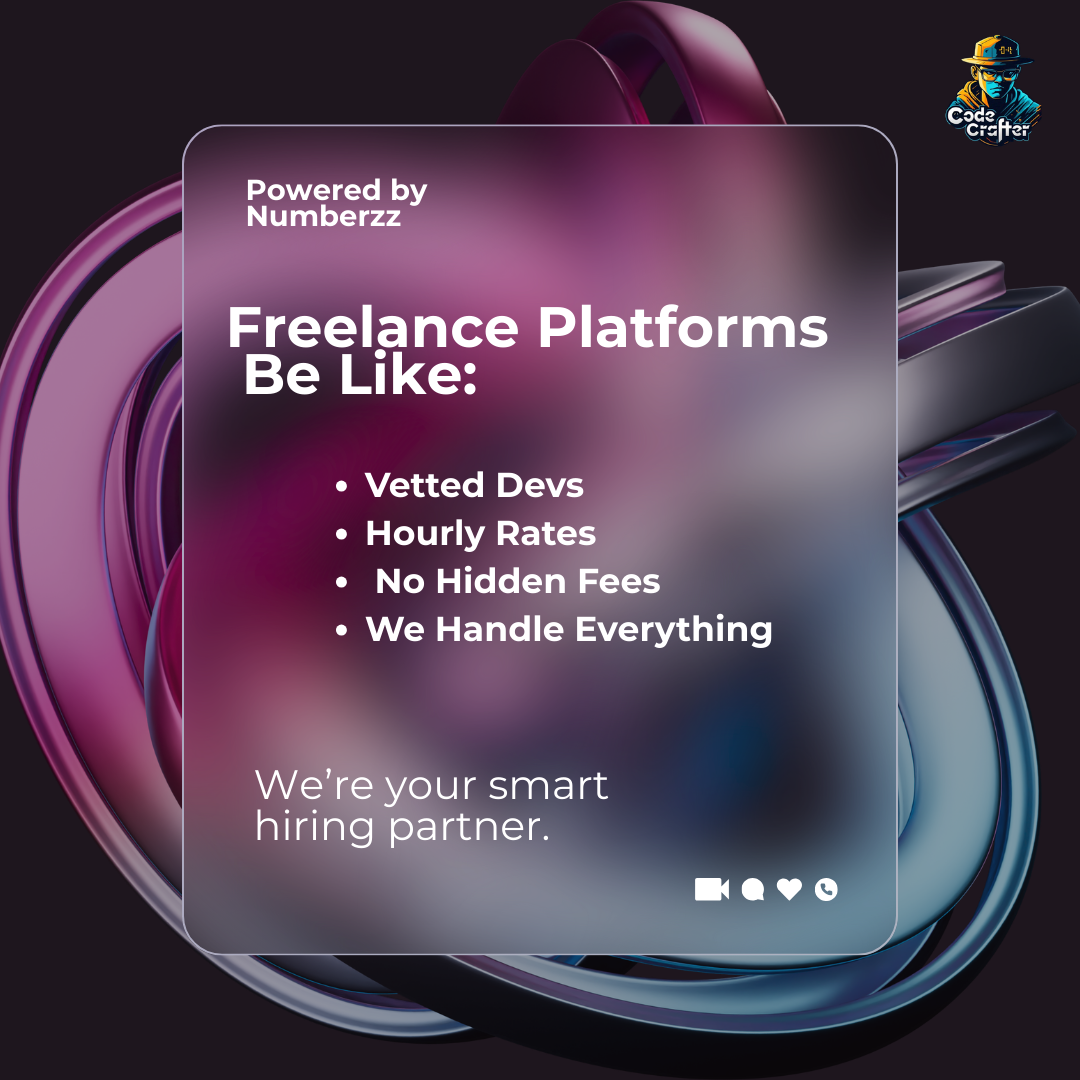 04
Code
Crafter
Powered by
Numberzz
Freelance Platforms
Be Like:
• Vetted Devs
• Hourly Rates
• No Hidden Fees
• We Handle Everything
We’re your smart
hiring partner.